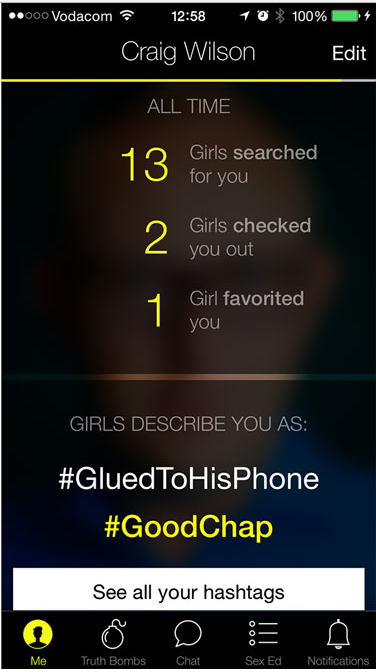 Vodacom 12:58 100%
Craig Wilson Edit
ALL TIME
13 Girls searched
for you
2 Girls checked
you out
1 Girl favorited
you
GIRLS DESCRIBE YOU AS:
#GluedToHisPhone
#GoodChap
See all your hashtags
Me Truth Bombs Chat Sex Ed Notifications